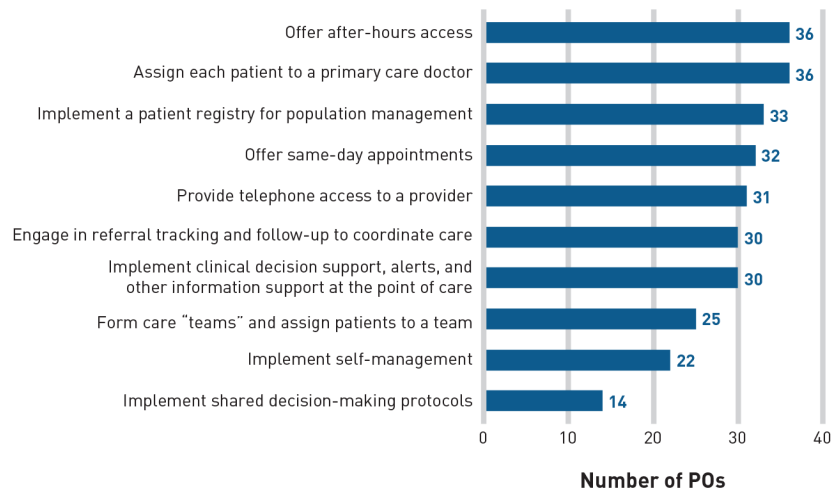 Offer after-hours access 36
Assign each patient to a primary care doctor 36
Implement a patient registry for population management 33
Offer same-day appointments 32
Provide telephone access to a provider 31
Engage in referral tracking and follow-up to coordinate care 30
Implement clinical decision support, alerts, and
other information support at the point of care 30
Form care “teams” and assign patients to a team 25
Implement self-management 22
Implement shared decision-making protocols 14
0 10 20 30 40
Number of POs